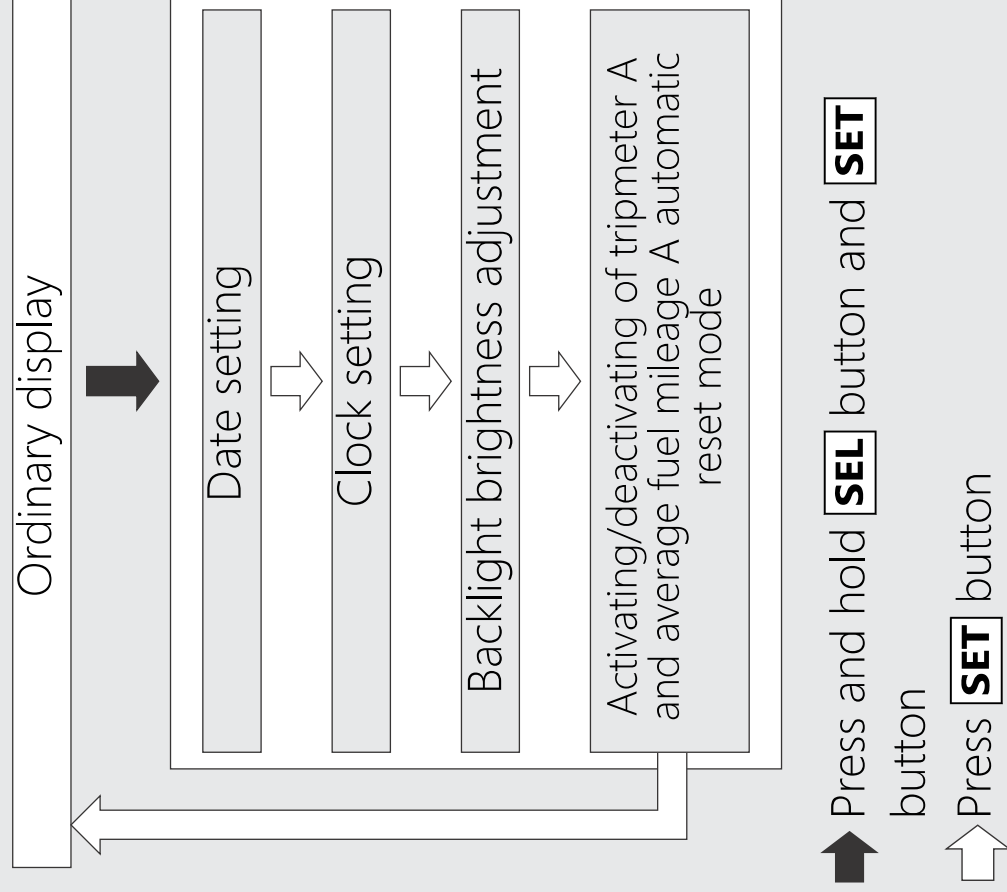 Ordinary display
Date setting
Clock setting
Backlight brightness adjustment
Activating/deactivating of tripmeter A
and average fuel mileage A automatic
reset mode
Press and hold SEL button and SET
button
Press SET button